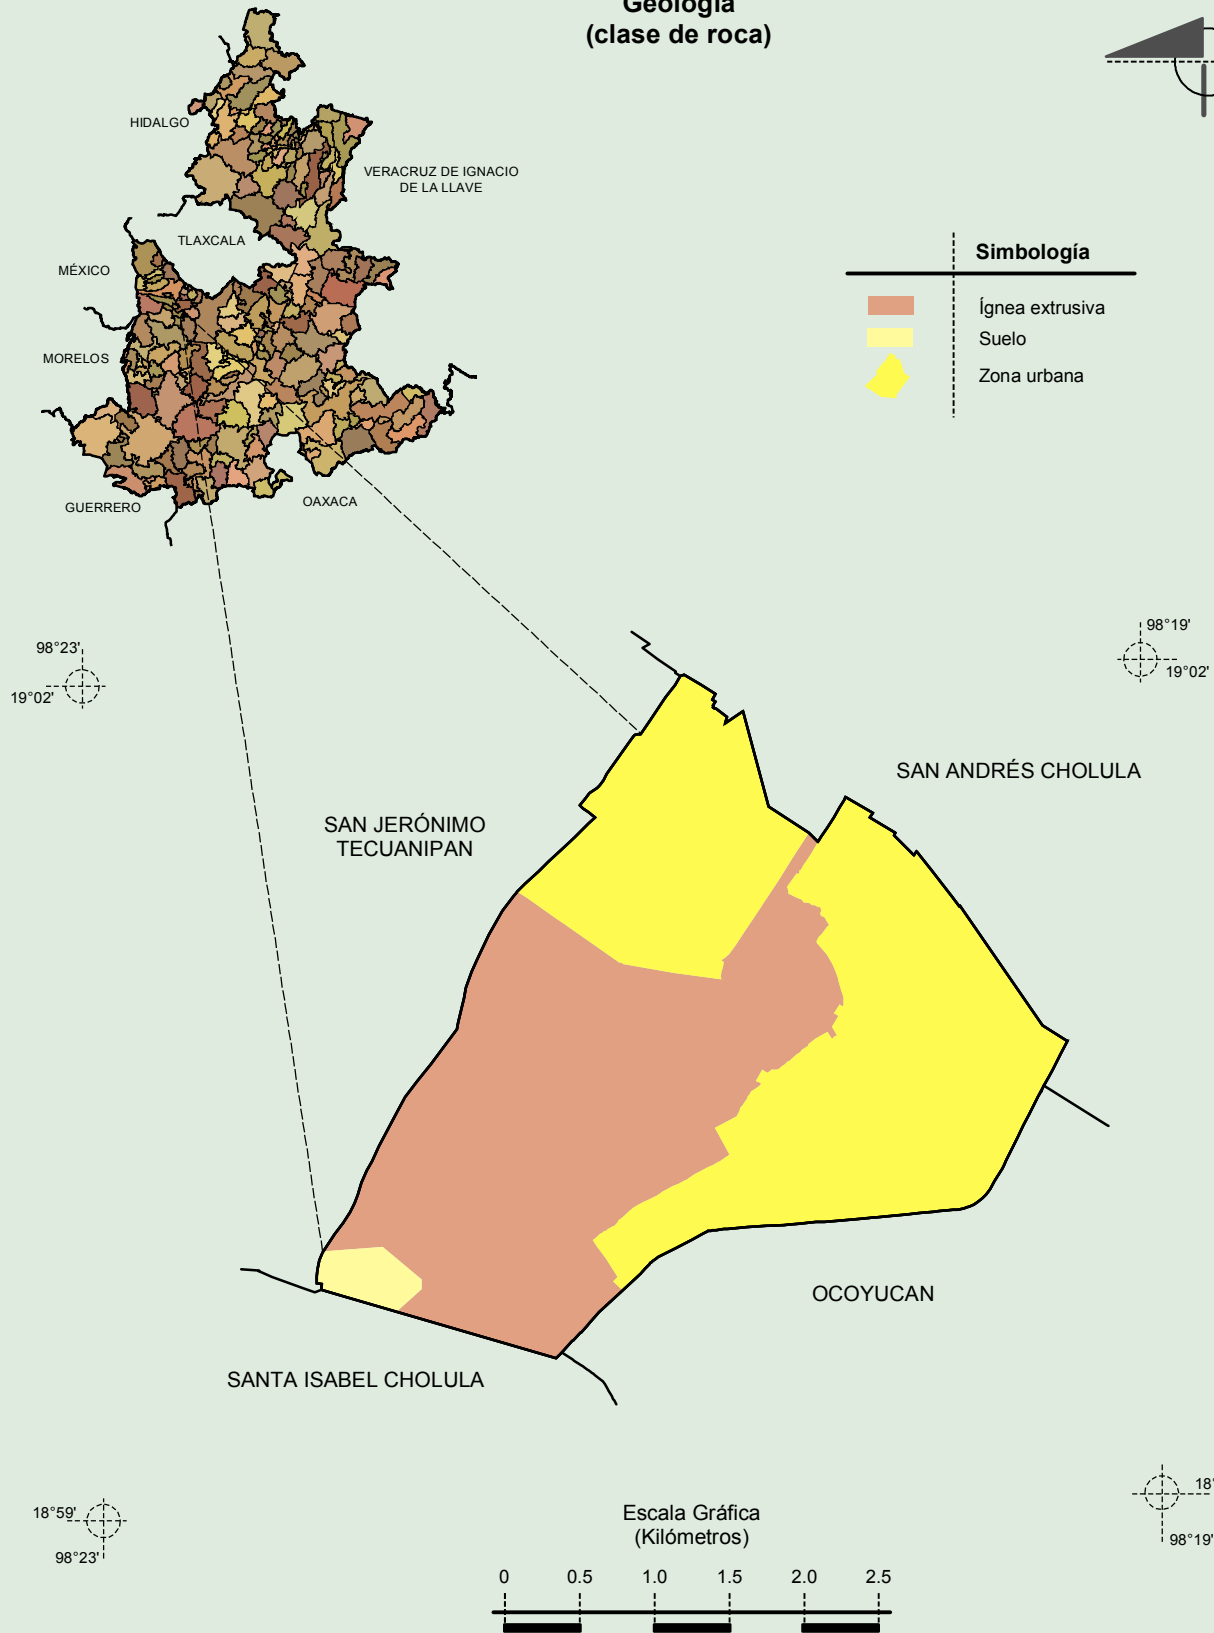 Geología
(clase de roca)
HIDALGO
VERACRUZ DE IGNACIO
DE LA LLAVE
TLAXCALA
MÉXICO
MORELOS
GUERRERO
OAXACA
Simbología
Ígnea extrusiva
Suelo
Zona urbana
98°23'
19°02'
98°19'
19°02'
SAN ANDRÉS CHOLULA
SAN JERÓNIMO
TECUANIPAN
OCOYUCAN
SANTA ISABEL CHOLULA
18°59'
98°23'
18°
98°19'
Escala Gráfica
(Kilómetros)
0 0.5 1.0 1.5 2.0 2.5